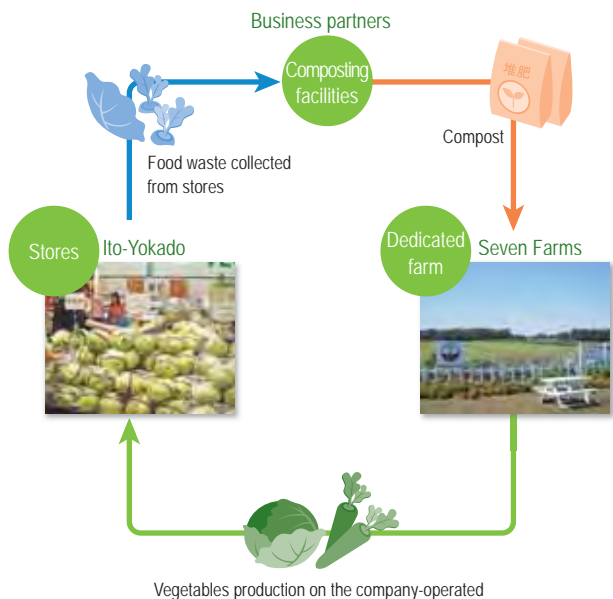 Business partners
Composting
facilities
堆肥
Compost
Food waste collected
from stores
Stores
Ito-Yokado
Dedicated
farm
Seven Farms
Vegetables production on the company-operated